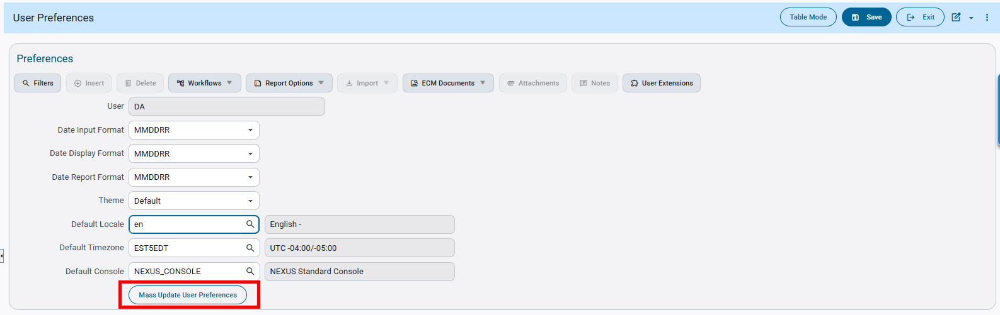 User Preferences
Table Mode Save Exit
Preferences
Filters Insert Delete Workflows Report Options Import ECM Documents Attachments Notes User Extensions
User DA
Date Input Format MMDDRR
Date Display Format MMDDRR
Date Report Format MMDDRR
Theme Default
Default Locale en English -
Default Timezone EST5EDT UTC -04:00/-05:00
Default Console NEXUS_CONSOLE NEXUS Standard Console
Mass Update User Preferences